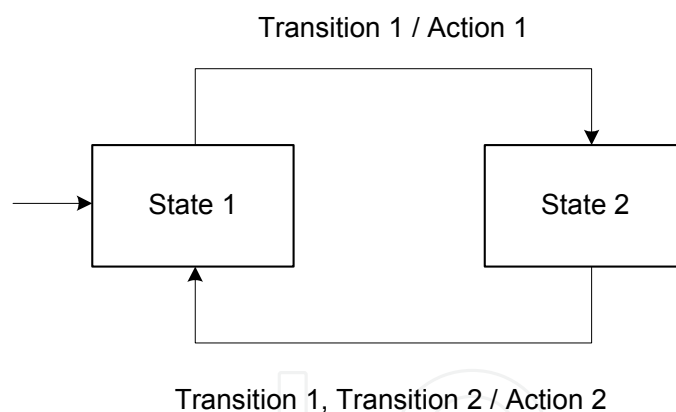 Transition 1 / Action 1
State 1
State 2
Transition 1, Transition 2 / Action 2